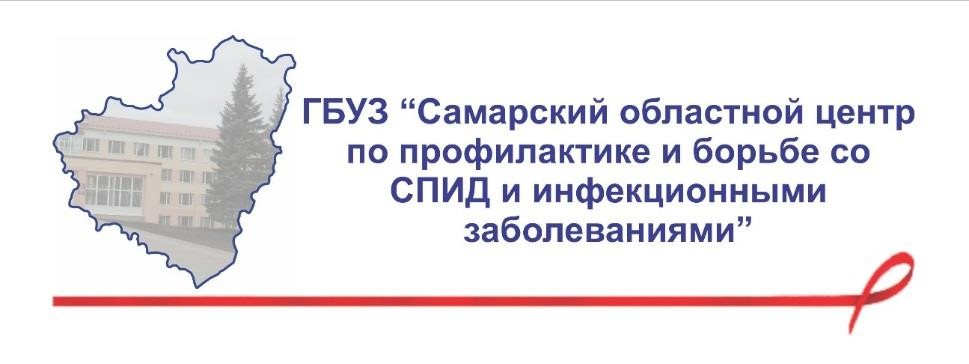 ГБУЗ “Самарский областной центр
по профилактике и борьбе со
СПИД и инфекционными
заболеваниями”